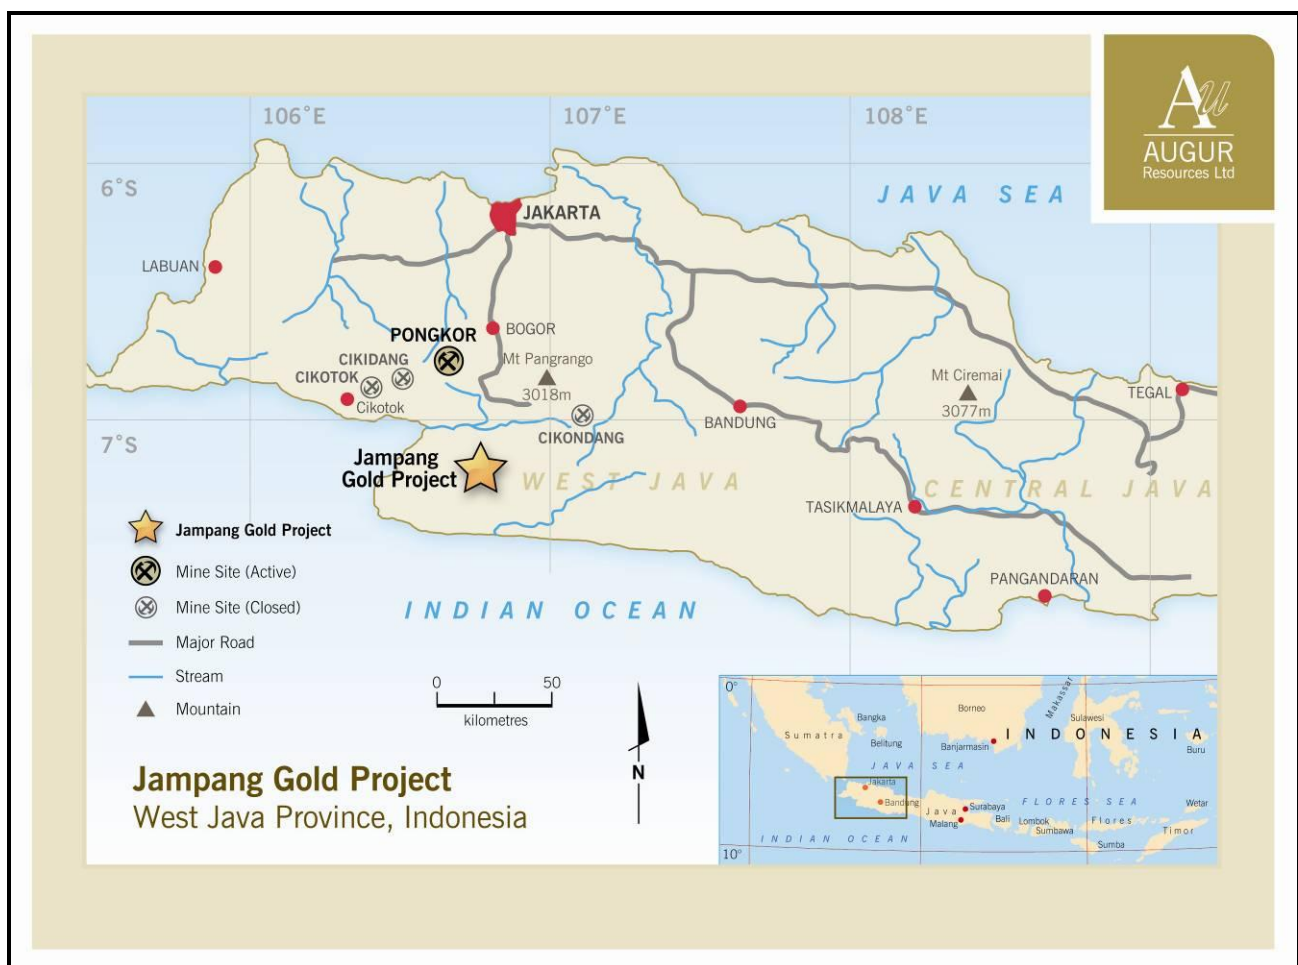 Au
AUGUR
Resources Ltd
106°E
107°E
108°E
6°S
7°S
JAVA SEA
JAKARTA
LABUAN
PONGKOR
BOGOR
CIKIDANG
Mt Pangrango
3018m
CIKOTOK
Cikotok
CIKONDANG
BANDUNG
Mt Ciremai
3077m
TEGAL
Jampang
Gold Project
WEST JAVA
CENTRAL JAVA
TASIKMALAYA
PANGANDARAN
INDIAN OCEAN
Jampang Gold Project
Mine Site (Active)
Mine Site (Closed)
Major Road
Stream
Mountain
0 50
kilometres
N
Jampang Gold Project
West Java Province, Indonesia
0°
Sumatra
Bangka
Belitung
Borneo
Makassar
Sulawesi
INDONESIA
Banjarmasin
Buru
JAVA SEA
Jakarta
Bandung
Java
Surabaya
Malang
Bali
Lombok
Sumbawa
FLORES SEA
Flores
Wetar
Timor
Sumba
INDIAN OCEAN
10°